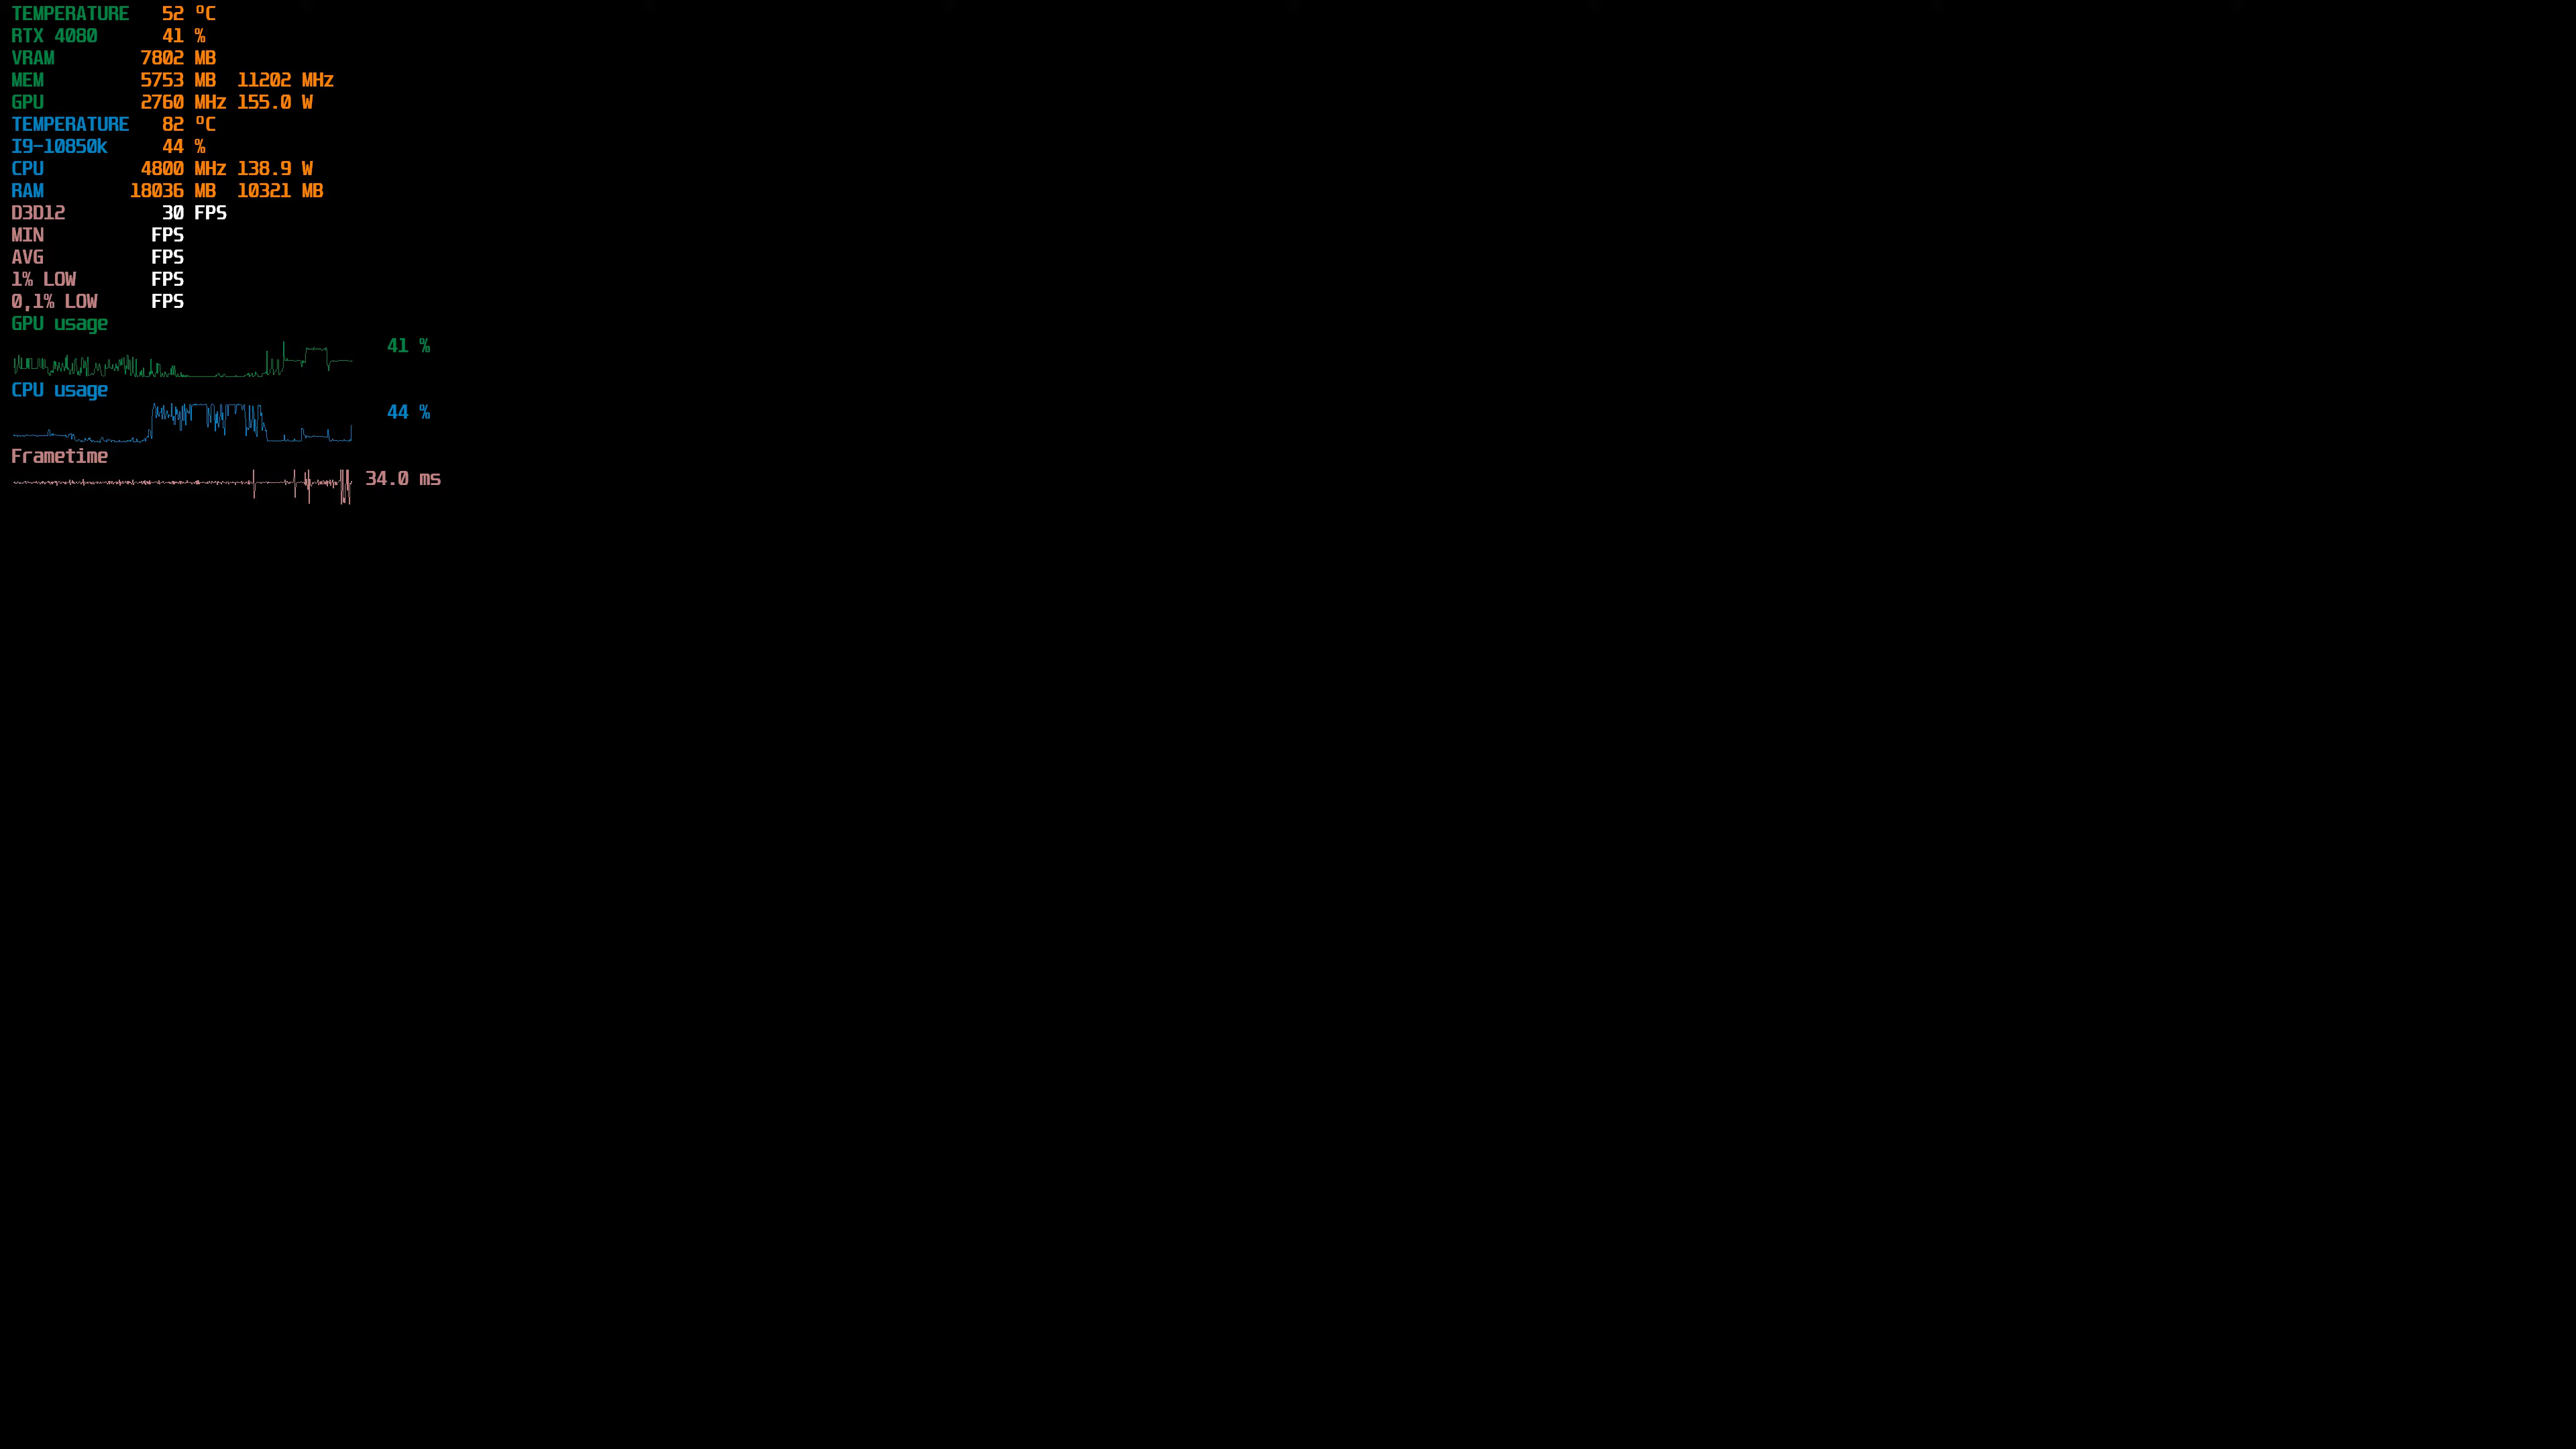 TEMPERATURE 52 °C
RTX 4080 41 %
VRAM 7802 MB
MEM 5753 MB 11202 MHz
GPU 2760 MHz 155.0 W
TEMPERATURE 82 °C
I9-10850k 44 %
CPU 4800 MHz 138.9 W
RAM 18036 MB 10321 MB
D3D12 30 FPS
MIN FPS
AVG FPS
1% LOW FPS
0,1% LOW FPS
GPU usage
41 %
CPU usage
44 %
Frametime
34.0 ms